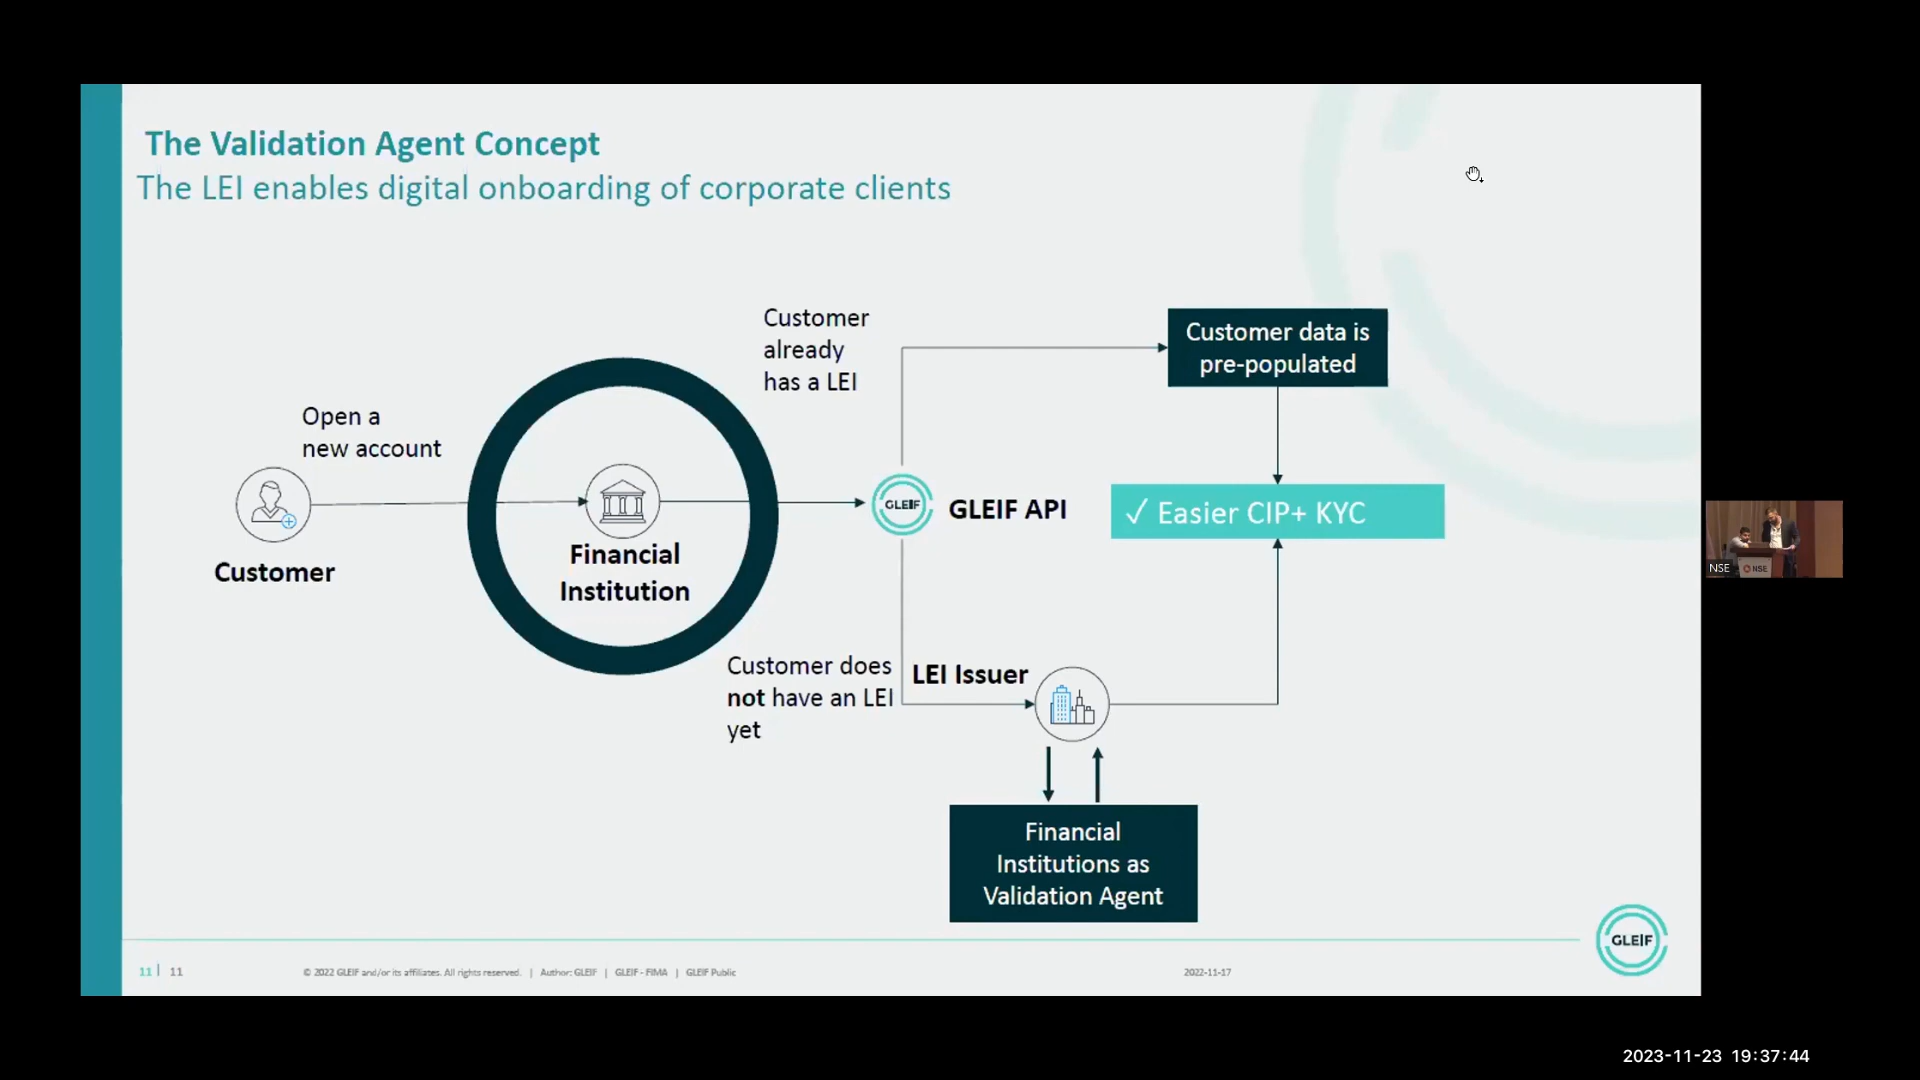 The Validation Agent Concept
The LEI enables digital onboarding of corporate clients
Customer
already
has a LEI
Customer data is
pre-populated
Open a
new account
GLEIF
GLEIF API
✓ Easier CIP+ KYC
Customer
Financial
Institution
Customer does
not have an LEI
yet
LEI Issuer
Financial
Institutions as
Validation Agent
NSE
NSE
GLEIF
11 | 11
© 2022 GLEIF and/or its affiliates. All rights reserved. | Author: GLEIF | GLEIF - FIMA | GLEIF Public
2022-11-17
2023-11-23 19:37:44